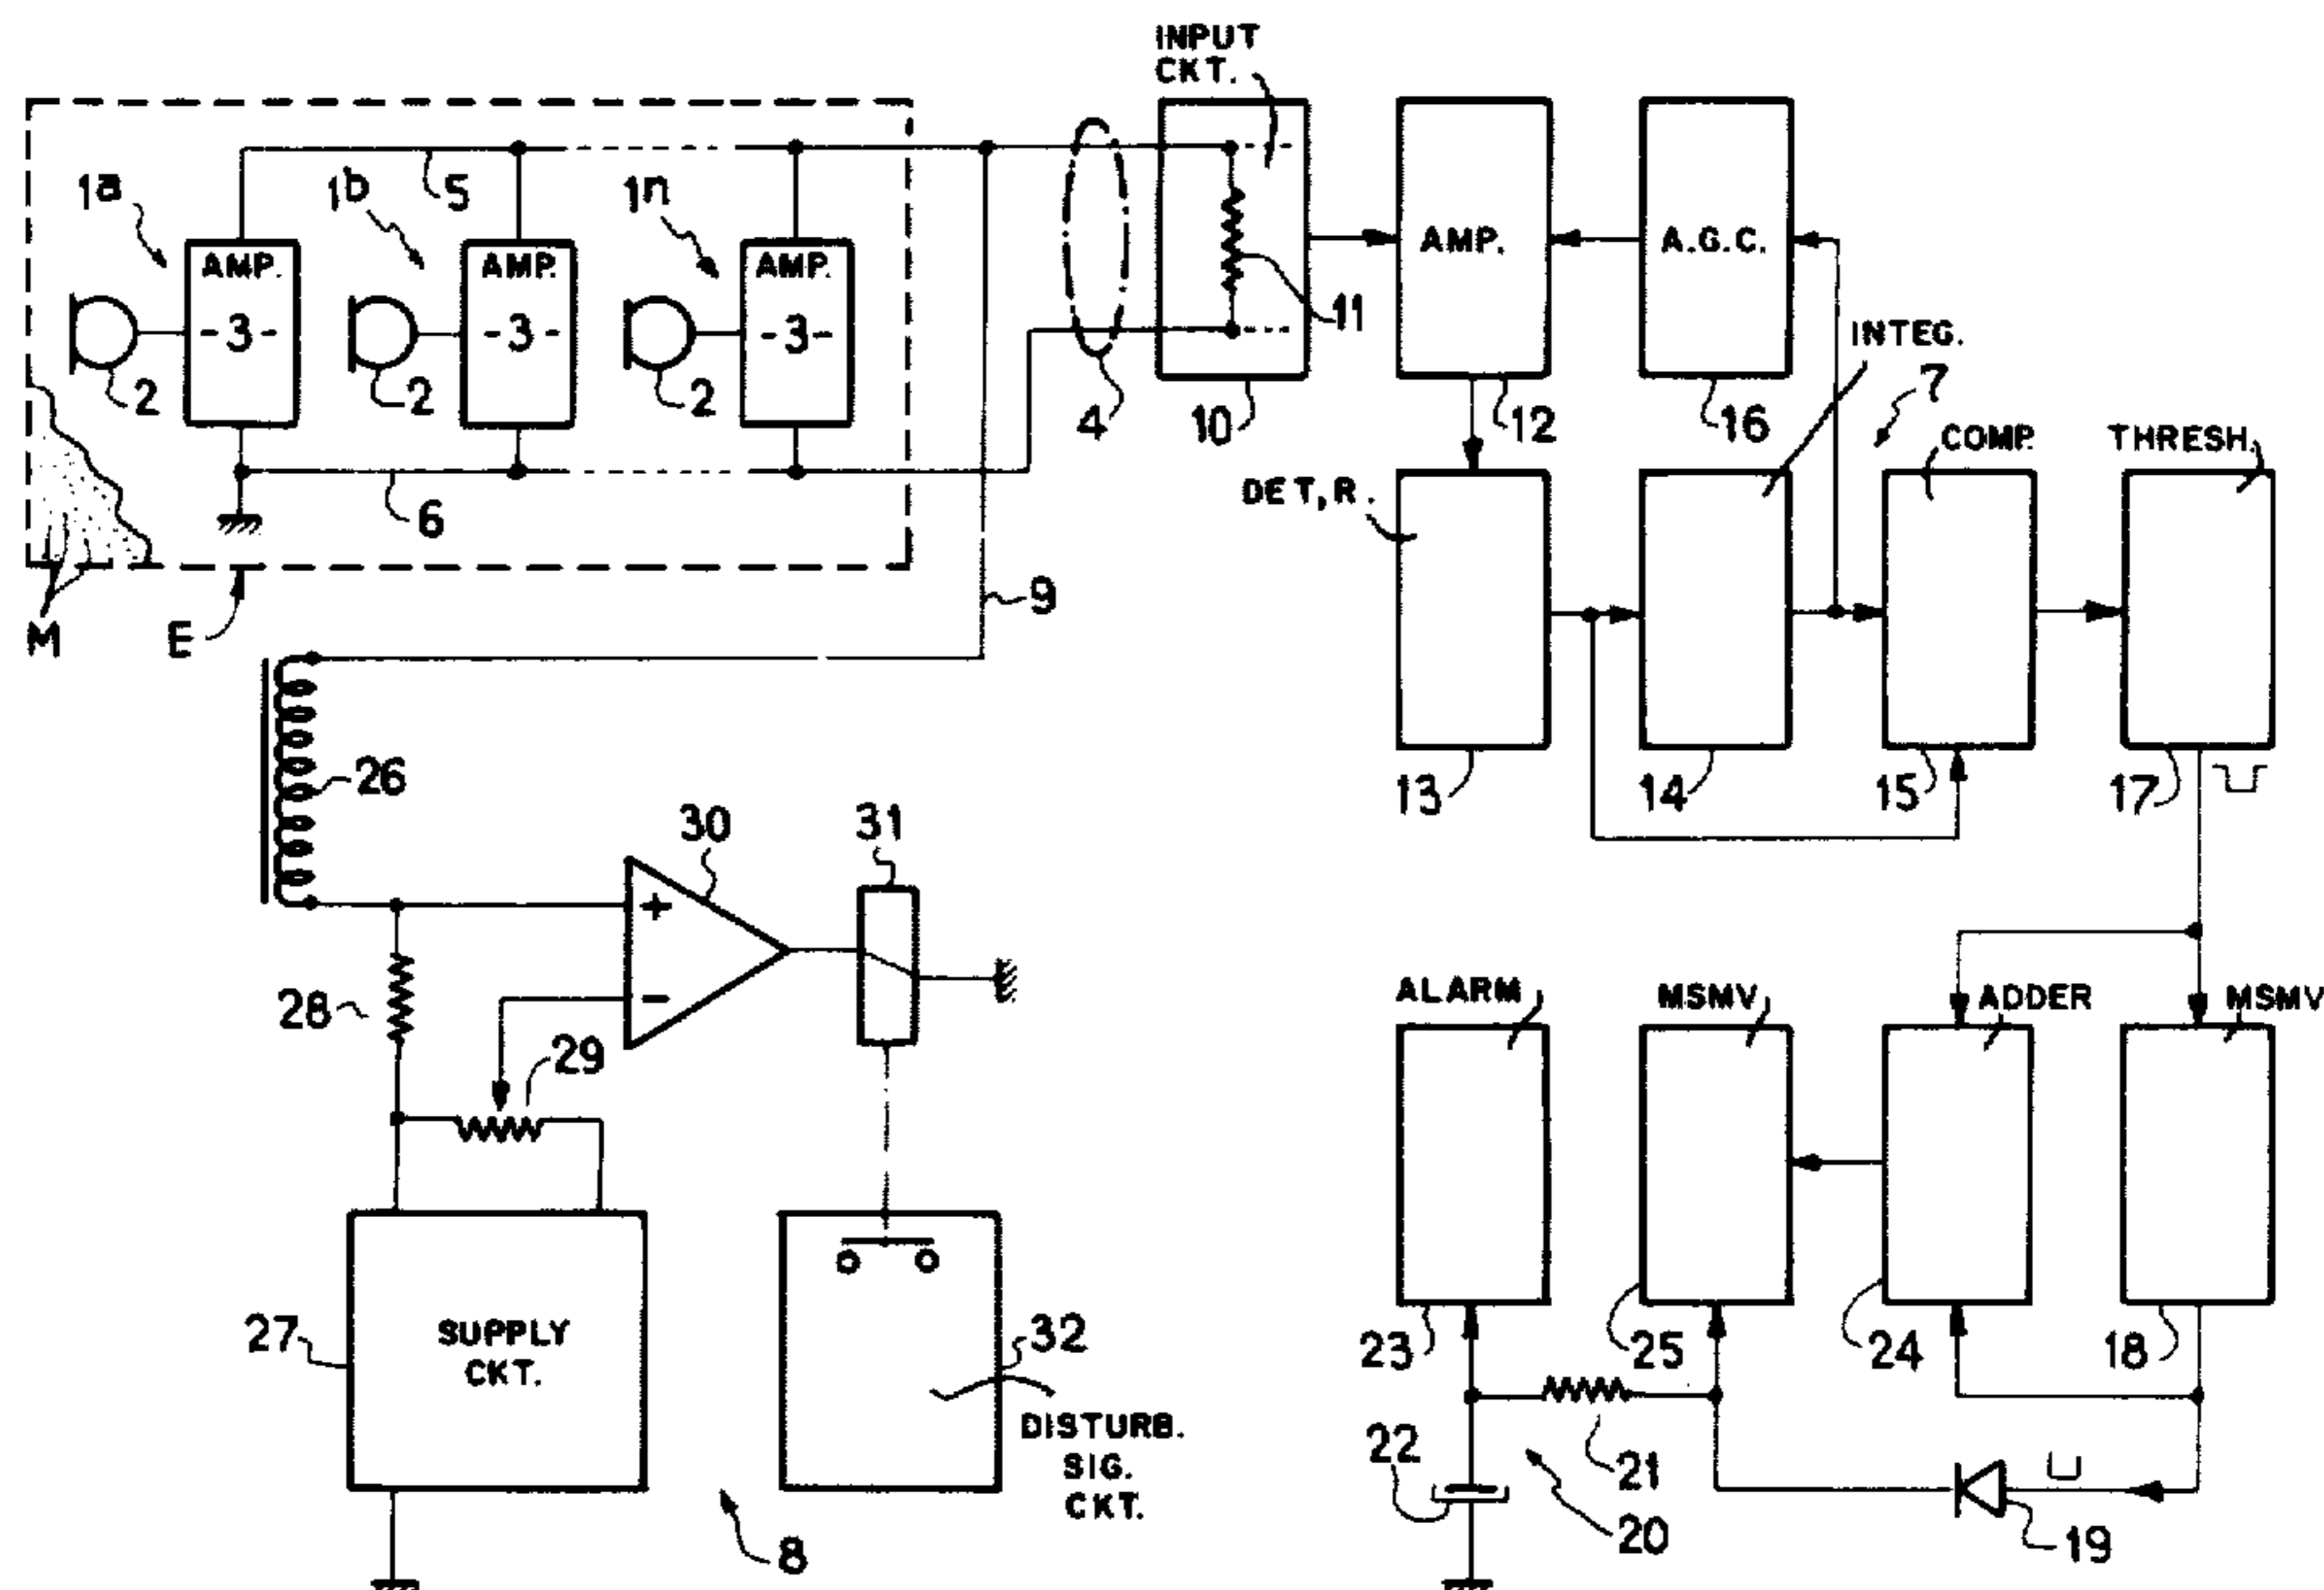 INPUT
CKT.
1a
5
1b
1n
AMP.
AMP.
AMP.
-3-
-3-
-3-
2
2
2
6
M
E
4
10
11
AMP.
A.G.C.
12
16
INTEG.
7
COMP.
THRESH.
DET,R.
9
13
14
15
17
26
30
31
+
-
28
29
27
SUPPLY
CKT.
32
DISTURB.
SIG.
CKT.
8
ALARM
MSMV
ADDER
MSMV
23
25
24
18
22
21
20
19